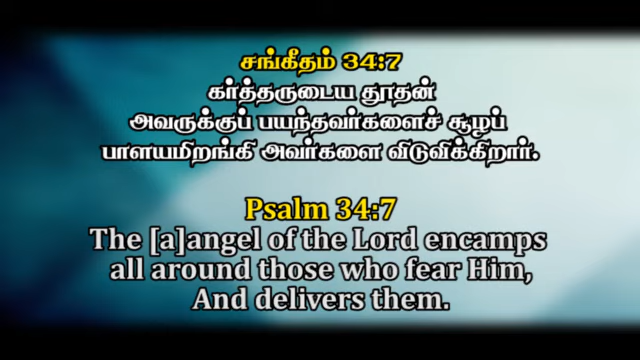 சங்கீதம் 34:7
கர்த்தருடைய தூதன்
அவருக்குப் பயந்தவர்களைச் சூழப்
பாளயமிறங்கி அவர்களை விடுவிக்கிறார்.
Psalm 34:7
The [a]angel of the Lord encamps
all around those who fear Him,
And delivers them.